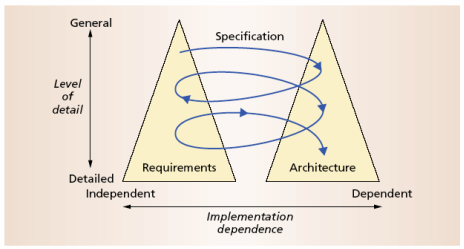 General
Specification
Level
of
detail
Requirements
Architecture
Detailed
Independent
Dependent
Implementation
dependence